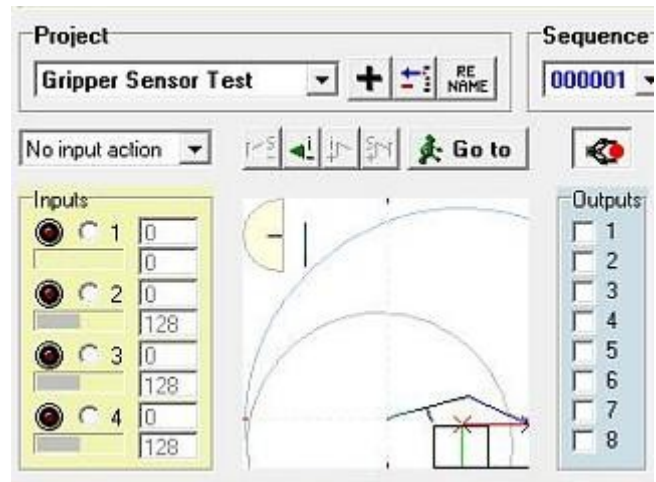 Project
Sequence
Gripper Sensor Test
RE
NAME
000001
No input action
Go to
Inputs
Outputs
1 0
0
2 0
128
3 0
128
4 0
128
1
2
3
4
5
6
7
8